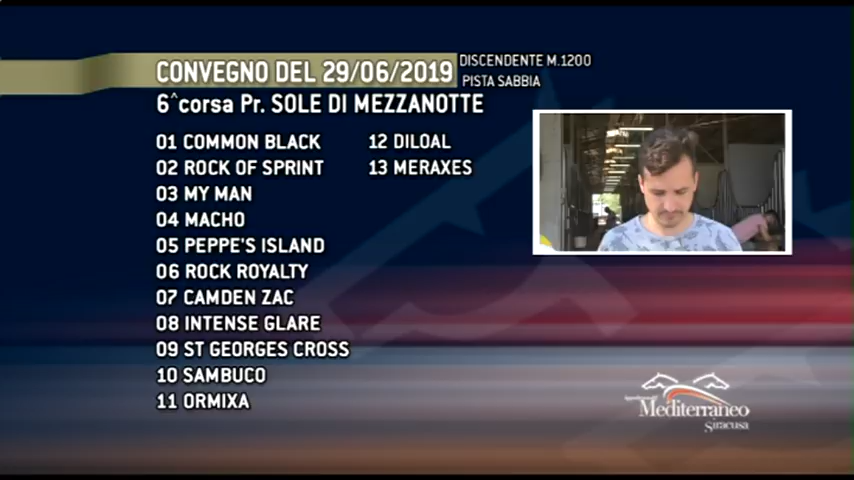 CONVEGNO DEL 29/06/2019
DISCENDENTE M.1200
PISTA SABBIA
6^corsa Pr. SOLE DI MEZZANOTTE
01 COMMON BLACK
02 ROCK OF SPRINT
03 MY MAN
04 MACHO
05 PEPPE'S ISLAND
06 ROCK ROYALTY
07 CAMDEN ZAC
08 INTENSE GLARE
09 ST GEORGES CROSS
10 SAMBUCO
11 ORMIXA
12 DILOAL
13 MERAXES
Mediterraneo
Siracusa